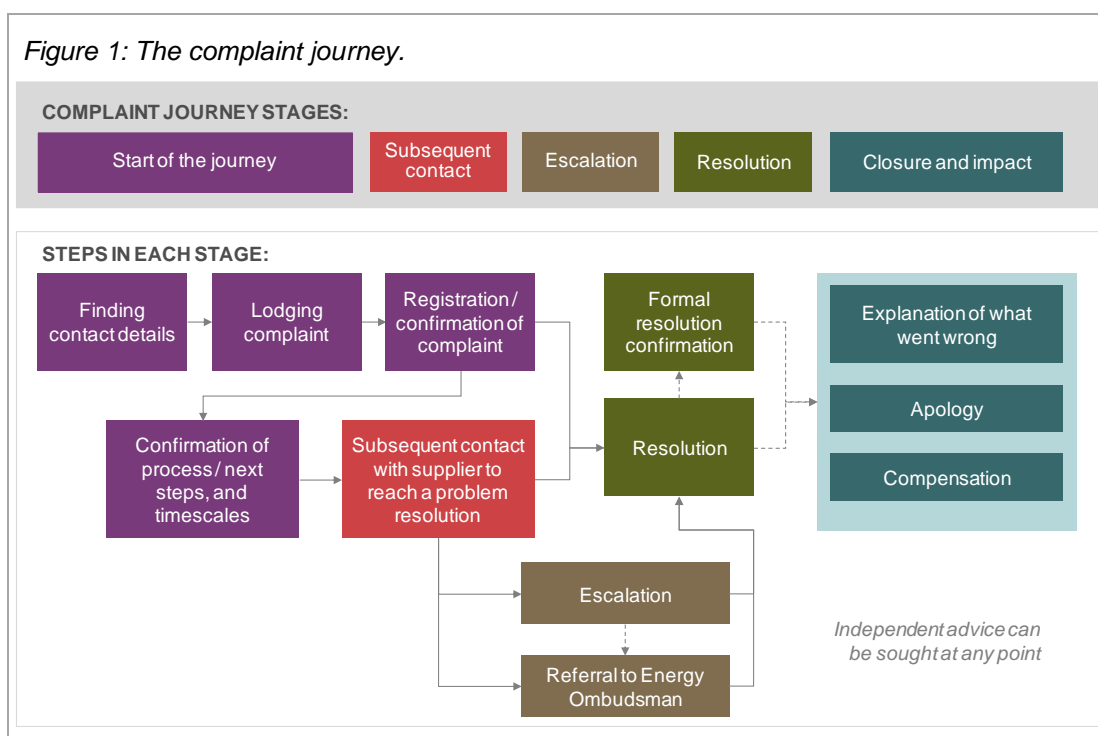 Figure 1: The complaint journey.
COMPLAINT JOURNEY STAGES:
Start of the journey
Subsequent
contact
Escalation
Resolution
Closure and impact
STEPS IN EACH STAGE:
Finding
contact details
Lodging
complaint
Registration /
confirmation of
complaint
Formal
resolution
confirmation
Explanation of what
went wrong
Apology
Compensation
Confirmation of
process / next
steps, and
timescales
Subsequent contact
with supplier to
reach a problem
resolution
Resolution
Escalation
Referral to Energy
Ombudsman
Independent advice can
be sought at any point